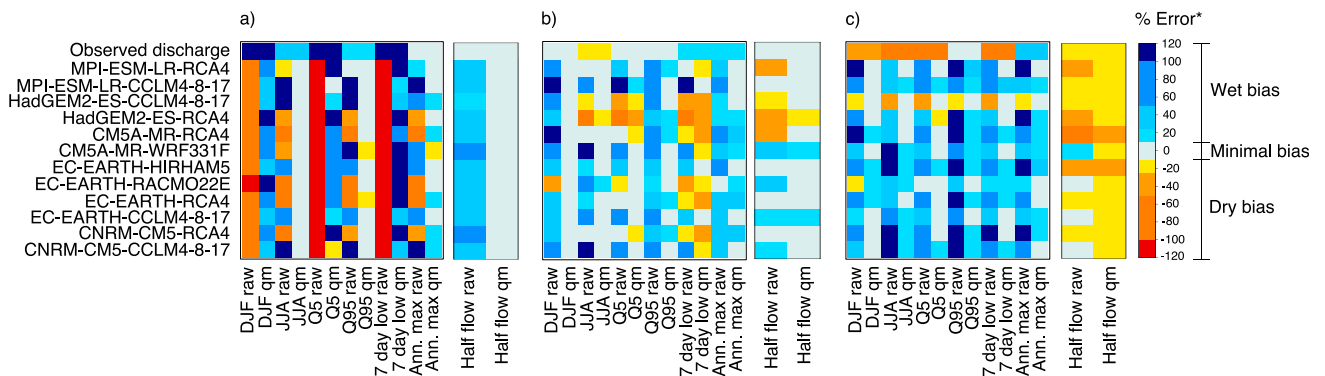 a)
b)
c)
% Error*
Observed discharge
MPI-ESM-LR-RCA4
MPI-ESM-LR-CCLM4-8-17
HadGEM2-ES-CCLM4-8-17
HadGEM2-ES-RCA4
CM5A-MR-RCA4
CM5A-MR-WRF331F
EC-EARTH-HIRHAM5
EC-EARTH-RACMO22E
EC-EARTH-RCA4
EC-EARTH-CCLM4-8-17
CNRM-CM5-RCA4
CNRM-CM5-CCLM4-8-17
120
100
80
60
40
20
0
-20
-40
-60
-80
-100
-120
Wet bias
Minimal bias
Dry bias
DJF raw
DJF qm
JJA raw
JJA qm
Q5 raw
Q5 qm
Q95 raw
Q95 qm
7 day low raw
7 day low qm
Ann. max raw
Ann. max qm
Half flow raw
Half flow qm
DJF raw
DJF qm
JJA raw
JJA qm
Q5 raw
Q5 qm
Q95 raw
Q95 qm
7 day low raw
7 day low qm
Ann. max raw
Ann. max qm
Half flow raw
Half flow qm
DJF raw
DJF qm
JJA raw
JJA qm
Q5 raw
Q5 qm
Q95 raw
Q95 qm
7 day low raw
7 day low qm
Ann. max raw
Ann. max qm
Half flow raw
Half flow qm